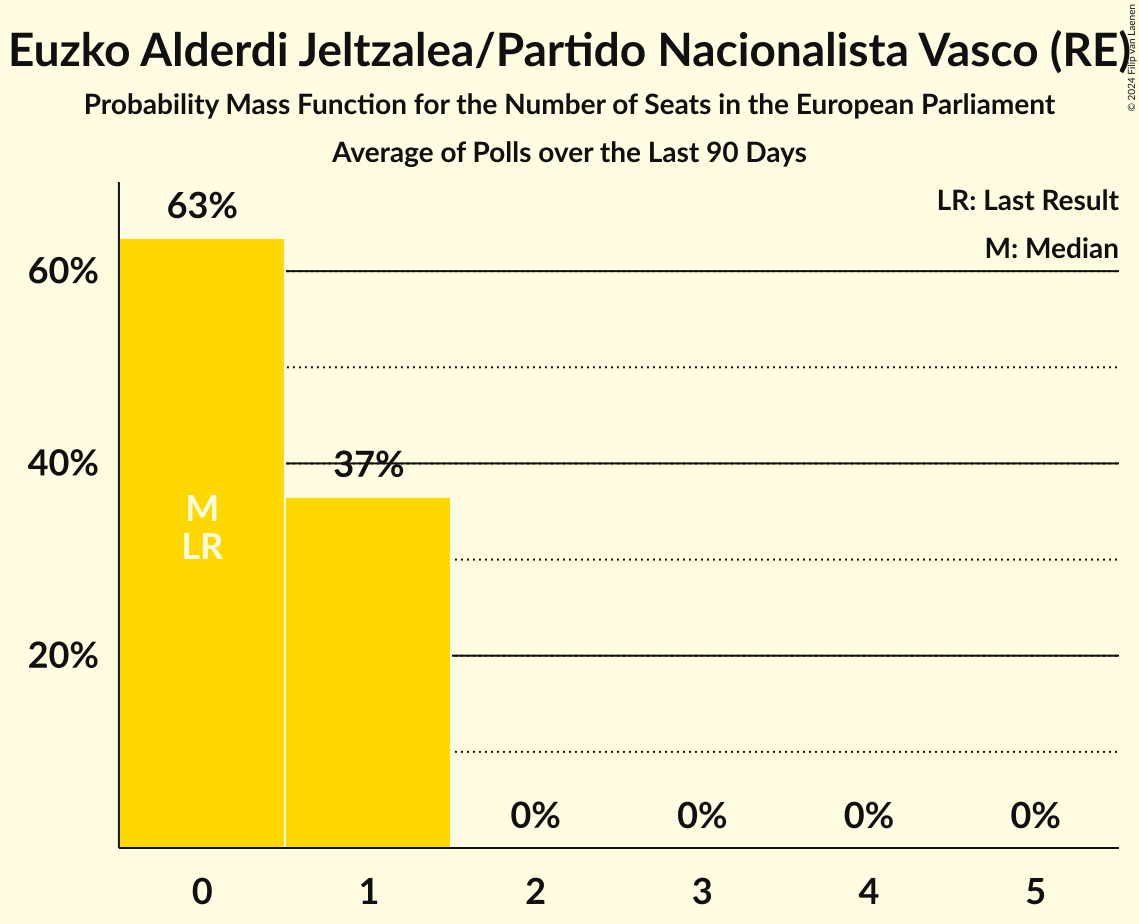 Euzko Alderdi Jeltzalea/Partido Nacionalista Vasco (RE)
© 2024 Filip van Laenen
Probability Mass Function for the Number of Seats in the European Parliament
Average of Polls over the Last 90 Days
LR: Last Result
M: Median
63%
60%
40%
37%
M
LR
20%
0% 0% 0% 0%
0 1 2 3 4 5